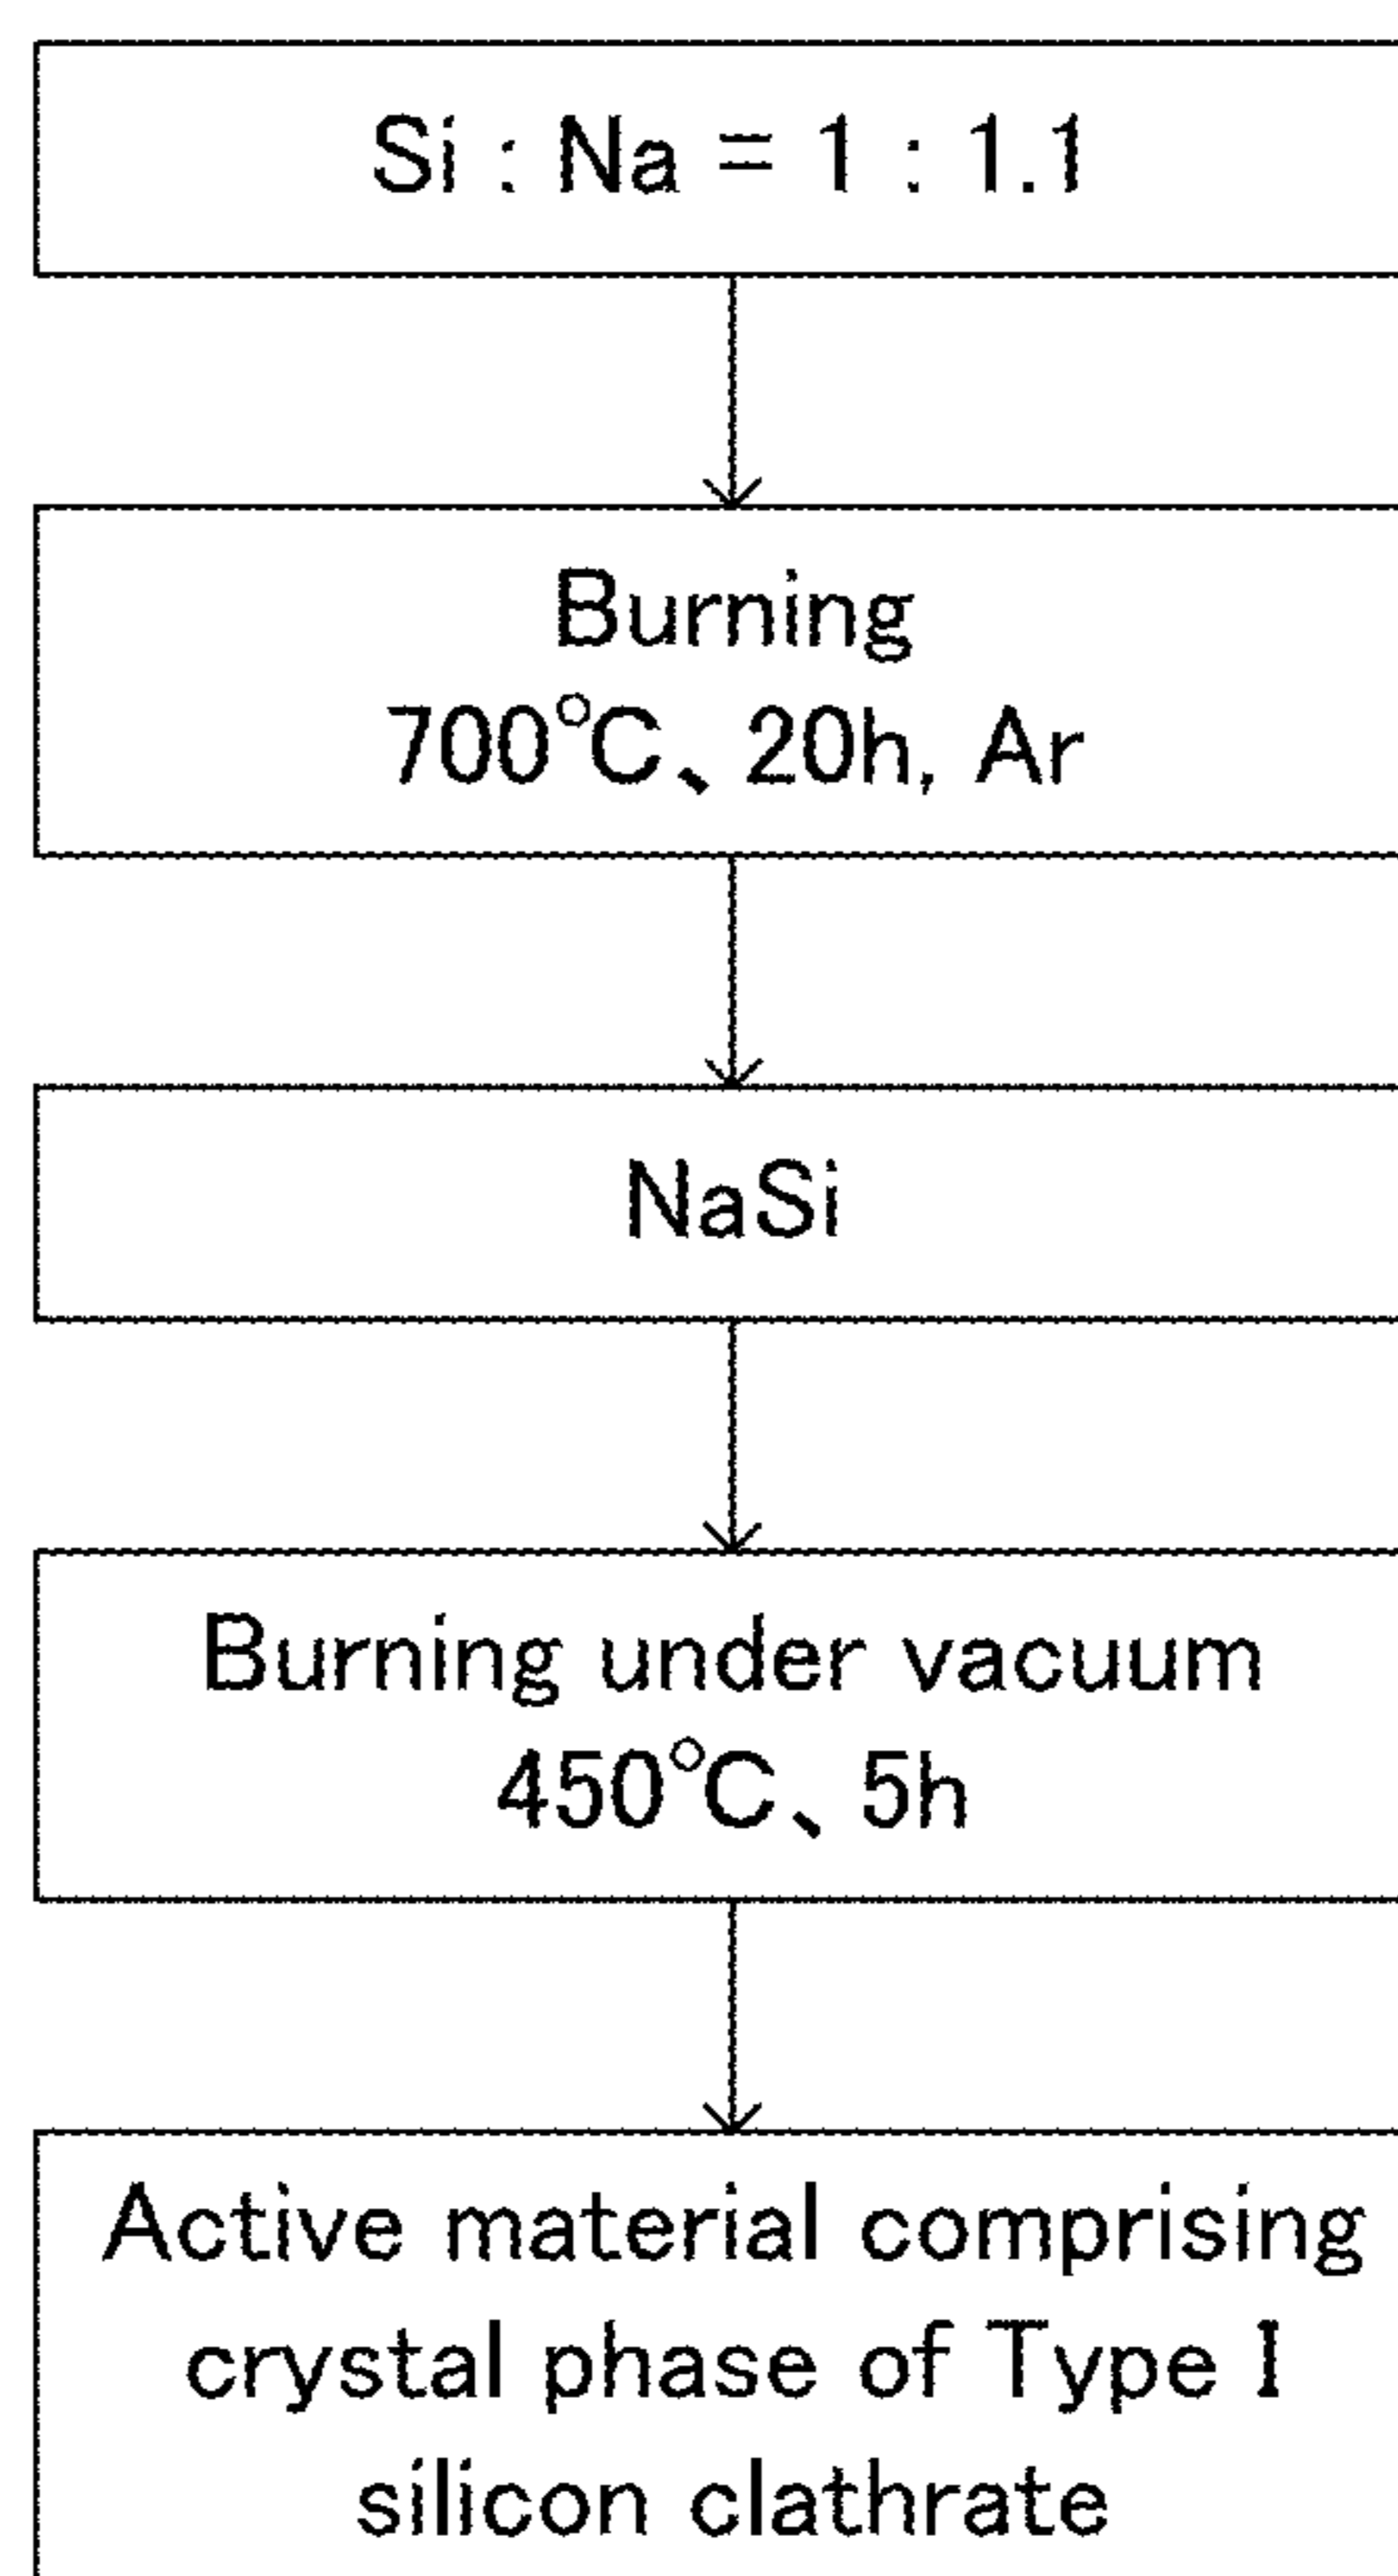 Si : Na = 1 : 1.1
Burning
700℃、20h, Ar
NaSi
Burning under vacuum
450℃、5h
Active material comprising
crystal phase of Type I
silicon clathrate